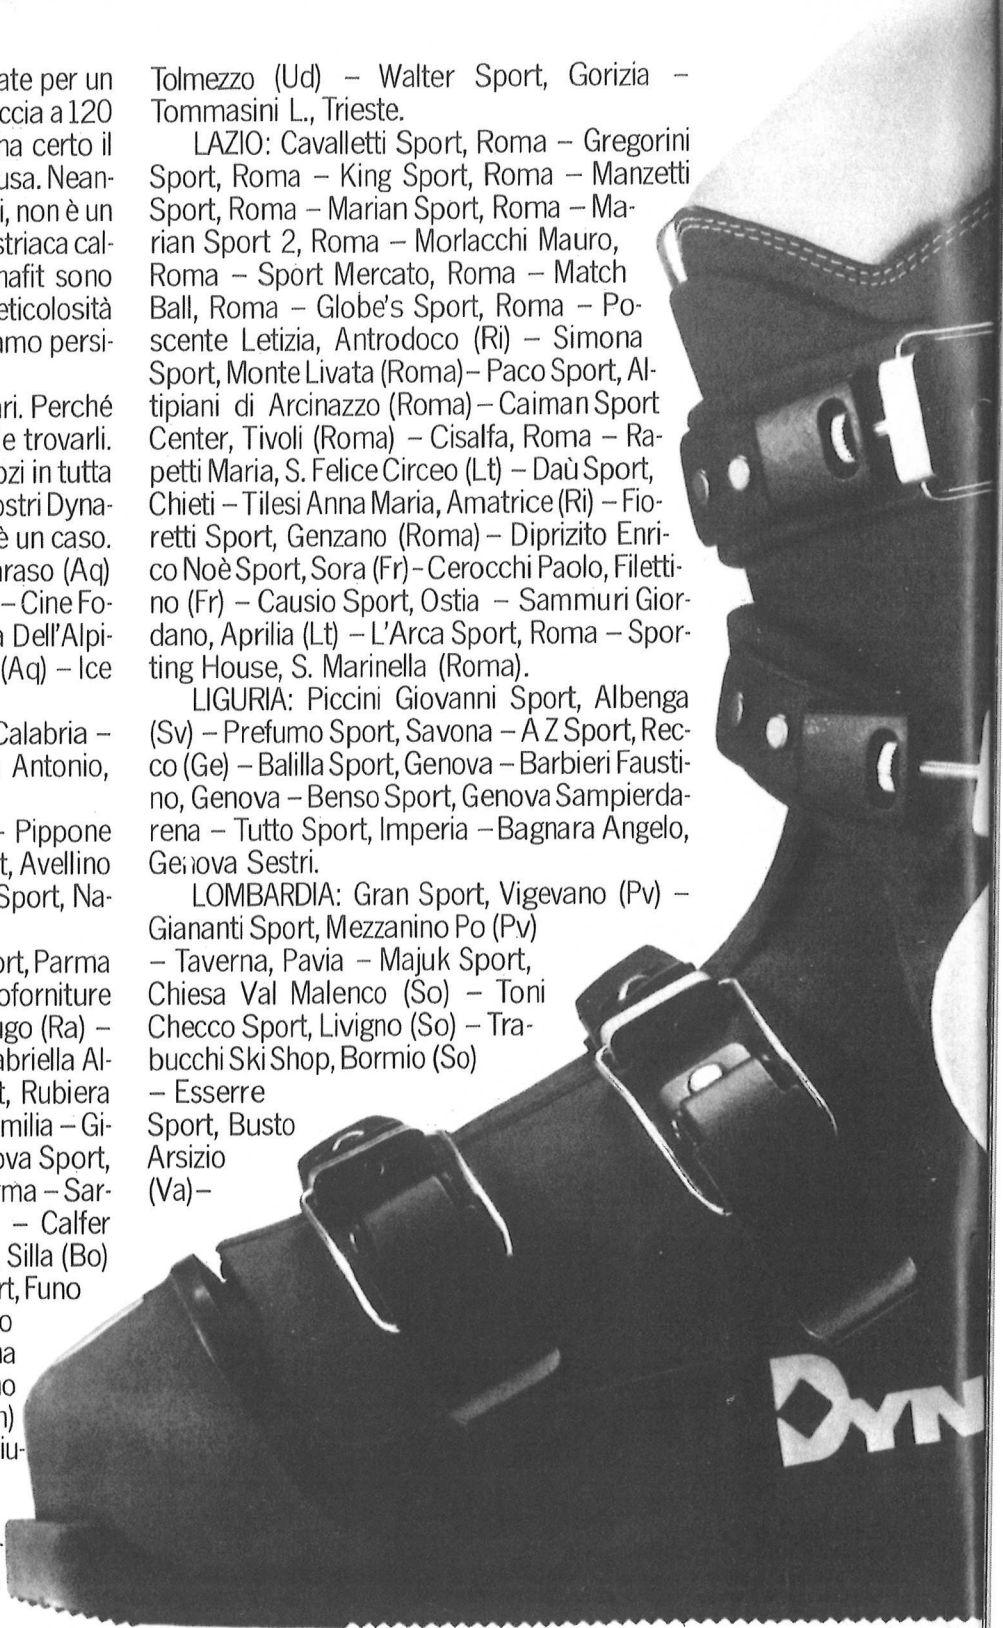 ate per un
ccia a 120
na certo il
usa. Nean-
i, non è un
striaca cal-
nafit sono
eticolosità
amo persi-
ari. Perché
e trovarli.
ozi in tutta
ostri Dyna-
è un caso.
araso (Aq)
– Cine Fo-
a Dell'Alpi-
(Aq) – Ice
Calabria –
Antonio,
- Pippone
t, Avellino
Sport, Na-
ort, Parma
oforniture
ugo (Ra) –
abriella Al-
t, Rubiera
milia – Gi-
ova Sport,
rma – Sar-
– Calfer
Silla (Bo)
rt, Funo
o
na
no
n)
iu-
Tolmezzo (Ud) – Walter Sport, Gorizia –
Tommasini L., Trieste.
LAZIO: Cavalletti Sport, Roma – Gregorini
Sport, Roma – King Sport, Roma – Manzetti
Sport, Roma – Marian Sport, Roma – Ma-
rian Sport 2, Roma – Morlacchi Mauro,
Roma – Sport Mercato, Roma – Match
Ball, Roma – Globe's Sport, Roma – Po-
scente Letizia, Antrodoco (Ri) – Simona
Sport, Monte Livata (Roma) – Paco Sport, Al-
tipiani di Arcinazzo (Roma) – Caiman Sport
Center, Tivoli (Roma) – Cisalfa, Roma – Ra-
petti Maria, S. Felice Circeo (Lt) – Daù Sport,
Chieti – Tilesi Anna Maria, Amatrice (Ri) – Fio-
retti Sport, Genzano (Roma) – Diprizito Enri-
co Noè Sport, Sora (Fr) – Cerocchi Paolo, Filetti-
no (Fr) – Causio Sport, Ostia – Sammuri Gior-
dano, Aprilia (Lt) – L'Arca Sport, Roma – Spor-
ting House, S. Marinella (Roma).
LIGURIA: Piccini Giovanni Sport, Albenga
(Sv) – Prefumo Sport, Savona – A Z Sport, Rec-
co (Ge) – Balilla Sport, Genova – Barbieri Fausti-
no, Genova – Benso Sport, Genova Sampierda-
rena – Tutto Sport, Imperia – Bagnara Angelo,
Genova Sestri.
LOMBARDIA: Gran Sport, Vigevano (Pv) –
Giananti Sport, Mezzanino Po (Pv)
– Taverna, Pavia – Majuk Sport,
Chiesa Val Malenco (So) – Toni
Checco Sport, Livigno (So) – Tra-
bucchi Ski Shop, Bormio (So)
– Esserre
Sport, Busto
Arsizio
(Va) –
DYN